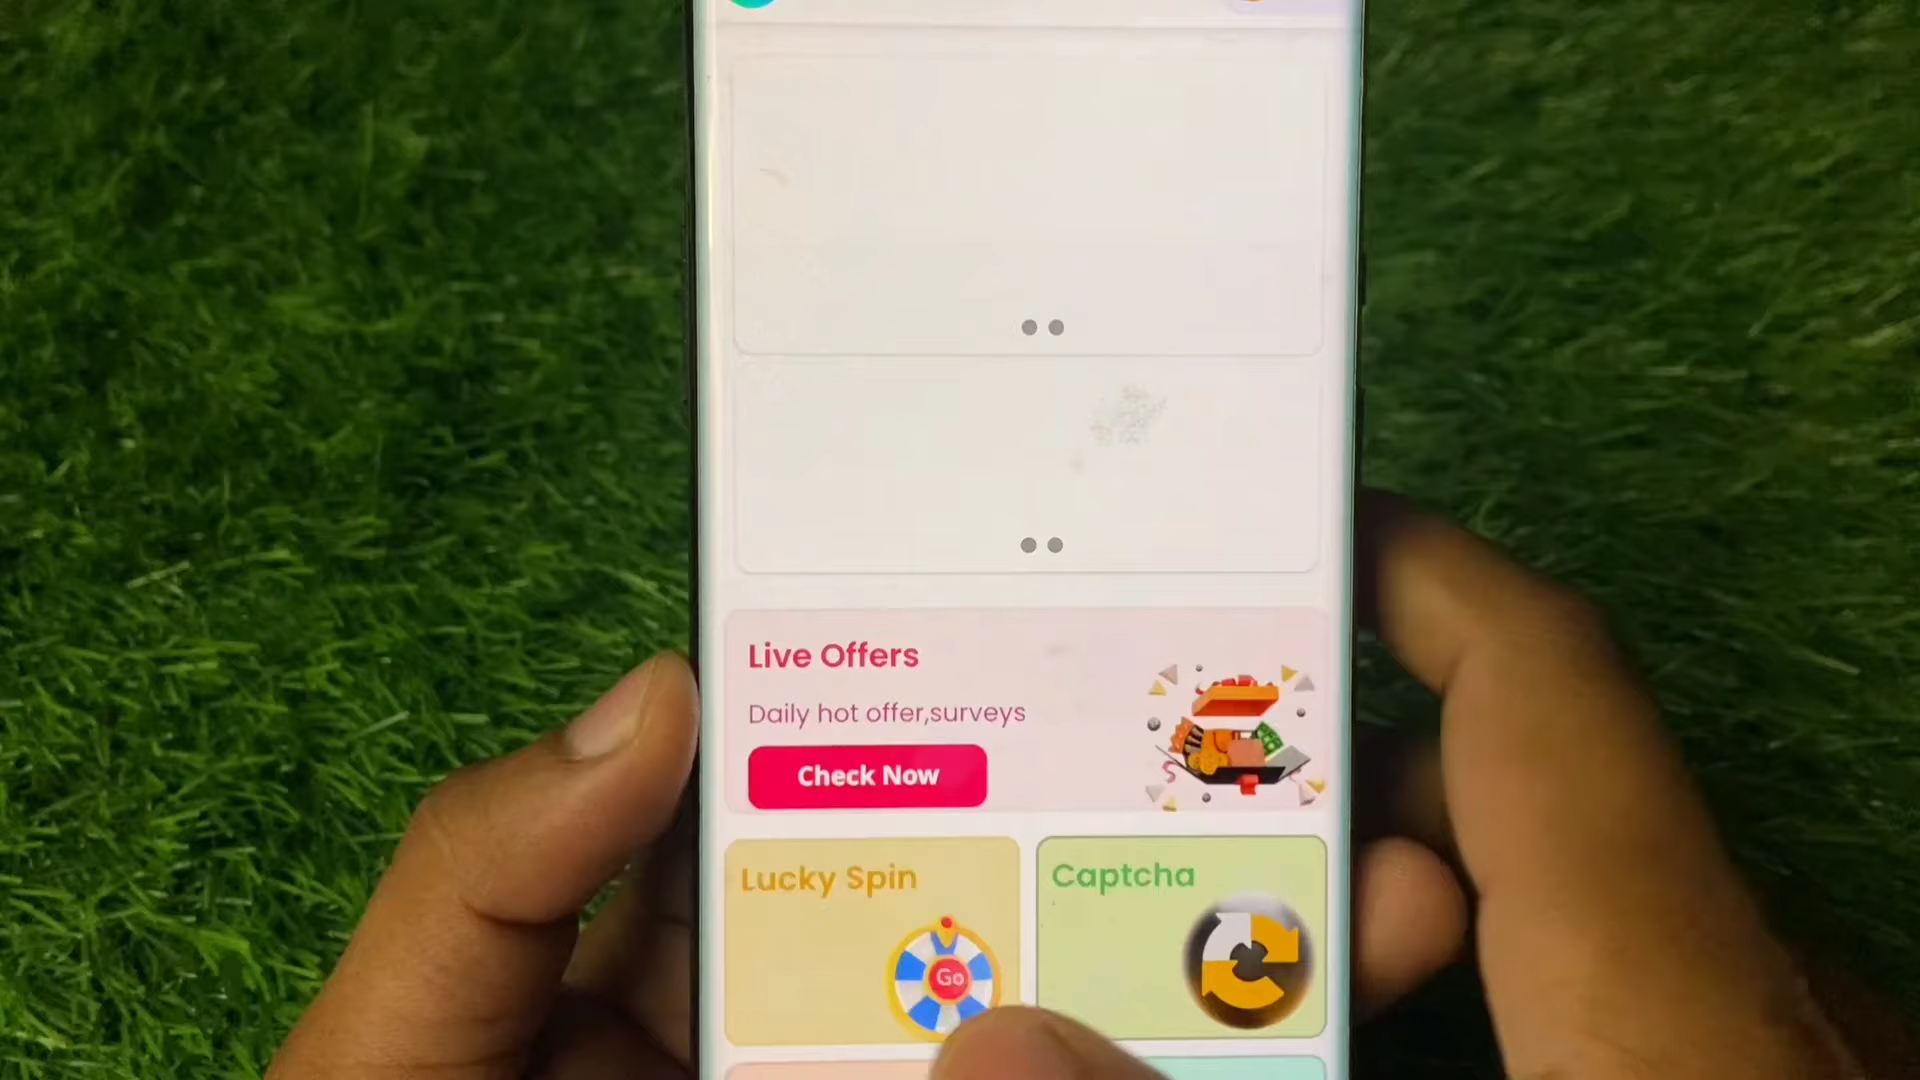 Live Offers
Daily hot offer,surveys
Check Now
Lucky Spin
Captcha
Go